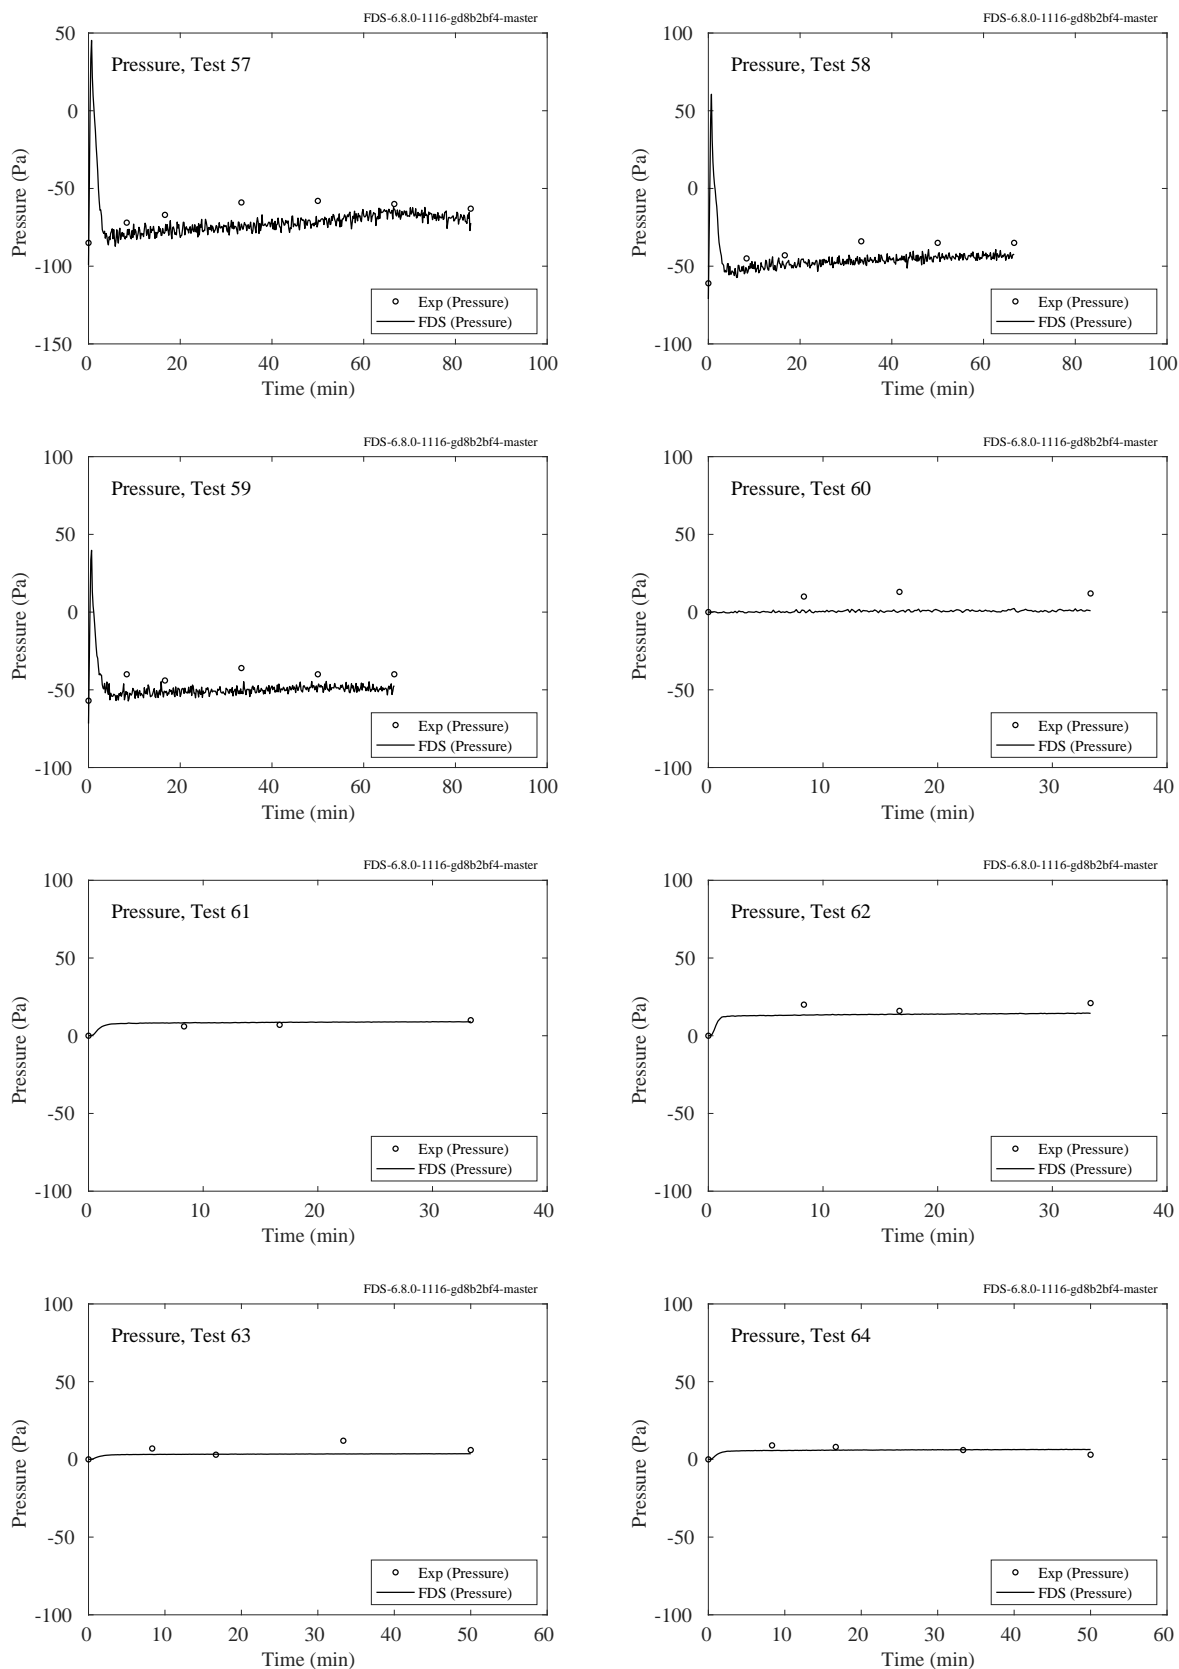 FDS-6.8.0-1116-gd8b2bf4-master
Pressure, Test 57
50
0
-50
-100
-150
Pressure (Pa)
Exp (Pressure)
FDS (Pressure)
0 20 40 60 80 100
Time (min)
FDS-6.8.0-1116-gd8b2bf4-master
Pressure, Test 58
100
50
0
-50
-100
Pressure (Pa)
Exp (Pressure)
FDS (Pressure)
0 20 40 60 80 100
Time (min)
FDS-6.8.0-1116-gd8b2bf4-master
Pressure, Test 59
100
50
0
-50
-100
Pressure (Pa)
Exp (Pressure)
FDS (Pressure)
0 20 40 60 80 100
Time (min)
FDS-6.8.0-1116-gd8b2bf4-master
Pressure, Test 60
100
50
0
-50
-100
Pressure (Pa)
Exp (Pressure)
FDS (Pressure)
0 10 20 30 40
Time (min)
FDS-6.8.0-1116-gd8b2bf4-master
Pressure, Test 61
100
50
0
-50
-100
Pressure (Pa)
Exp (Pressure)
FDS (Pressure)
0 10 20 30 40
Time (min)
FDS-6.8.0-1116-gd8b2bf4-master
Pressure, Test 62
100
50
0
-50
-100
Pressure (Pa)
Exp (Pressure)
FDS (Pressure)
0 10 20 30 40
Time (min)
FDS-6.8.0-1116-gd8b2bf4-master
Pressure, Test 63
100
50
0
-50
-100
Pressure (Pa)
Exp (Pressure)
FDS (Pressure)
0 10 20 30 40 50 60
Time (min)
FDS-6.8.0-1116-gd8b2bf4-master
Pressure, Test 64
100
50
0
-50
-100
Pressure (Pa)
Exp (Pressure)
FDS (Pressure)
0 10 20 30 40 50 60
Time (min)